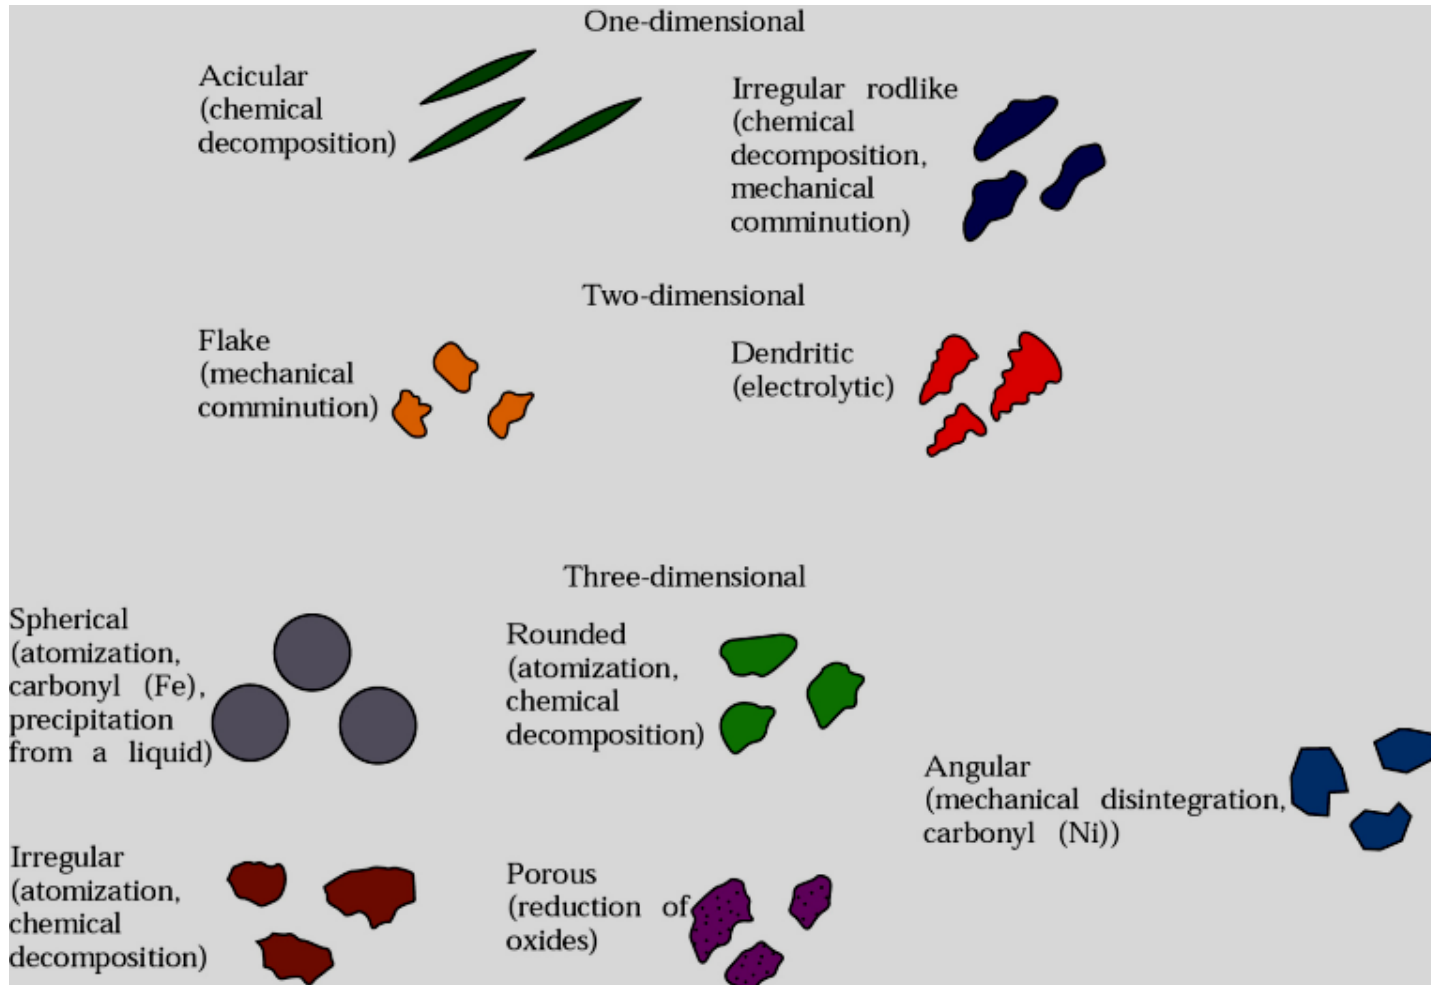 One-dimensional
Acicular
(chemical
decomposition)
Irregular rodlike
(chemical
decomposition,
mechanical
comminution)
Two-dimensional
Flake
(mechanical
comminution)
Dendritic
(electrolytic)
Three-dimensional
Spherical
(atomization,
carbonyl (Fe),
precipitation
from a liquid)
Rounded
(atomization,
chemical
decomposition)
Angular
(mechanical disintegration,
carbonyl (Ni))
Irregular
(atomization,
chemical
decomposition)
Porous
(reduction of
oxides)